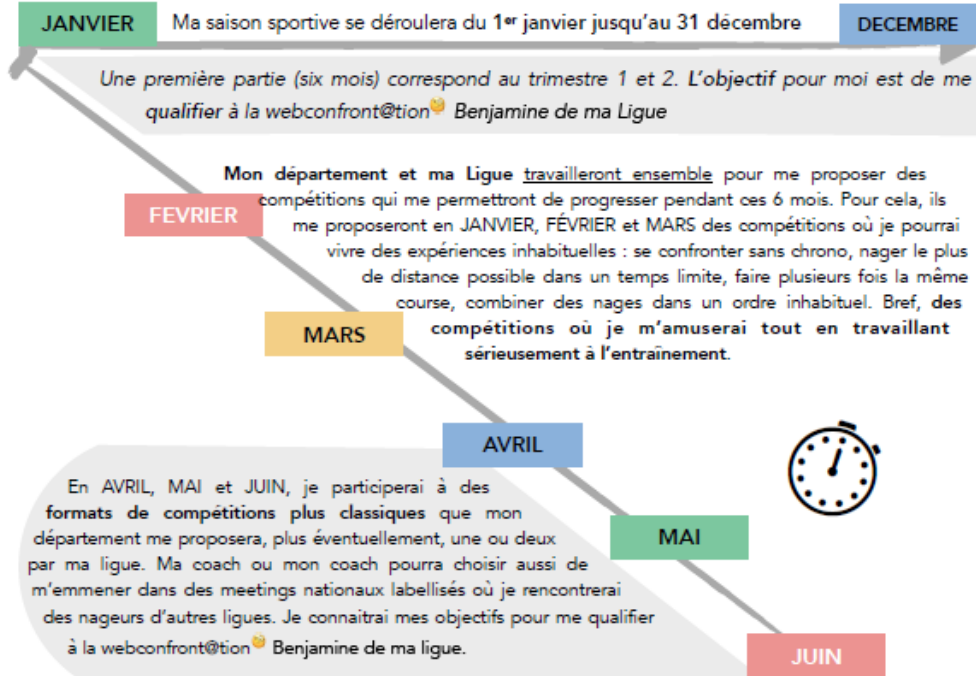 JANVIER Ma saison sportive se déroulera du 1er janvier jusqu'au 31 décembre DECEMBRE
Une première partie (six mois) correspond au trimestre 1 et 2. L'objectif pour moi est de me
qualifier à la webconfront@tion Benjamine de ma Ligue
Mon département et ma Ligue travailleront ensemble pour me proposer des
FEVRIER compétitions qui me permettront de progresser pendant ces 6 mois. Pour cela, ils
me proposeront en JANVIER, FÉVRIER et MARS des compétitions où je pourrai
vivre des expériences inhabituelles : se confronter sans chrono, nager le plus
de distance possible dans un temps limite, faire plusieurs fois la même
course, combiner des nages dans un ordre inhabituel. Bref, des
MARS compétitions où je m'amuserai tout en travaillant
sérieusement à l'entraînement.
AVRIL
En AVRIL, MAI et JUIN, je participerai à des
formats de compétitions plus classiques que mon
département me proposera, plus éventuellement, une ou deux
MAI
par ma ligue. Ma coach ou mon coach pourra choisir aussi de
m'emmener dans des meetings nationaux labellisés où je rencontrerai
des nageurs d'autres ligues. Je connaitrai mes objectifs pour me qualifier
à la webconfront@tion Benjamine de ma ligue.
JUIN